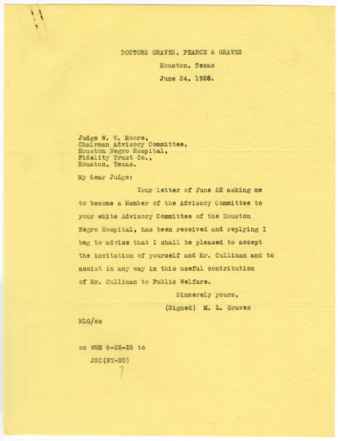 DOCTORS GRAVES, PEARCE & GRAVES
Houston, Texas
June 24, 1926.
Judge W. W. Moore,
Chairman Advisory Committee,
Houston Negro Hospital,
Fidelity Trust Co.,
Houston, Texas.
My dear Judge:
Your letter of June 22 asking me
to become a Member of the Advisory Committee to
your white Advisory Committee of the Houston
Negro Hospital, has been received and replying I
beg to advise that I shall be pleased to accept
the invitation of yourself and Mr. Cullinan and to
assist in any way in this useful contribution
of Mr. Cullinan to Public Welfare.
Sincerely yours,
(Signed) M. L. Graves
MLG/
cc WWM 6-25-26 to
JSC(NY-HO)